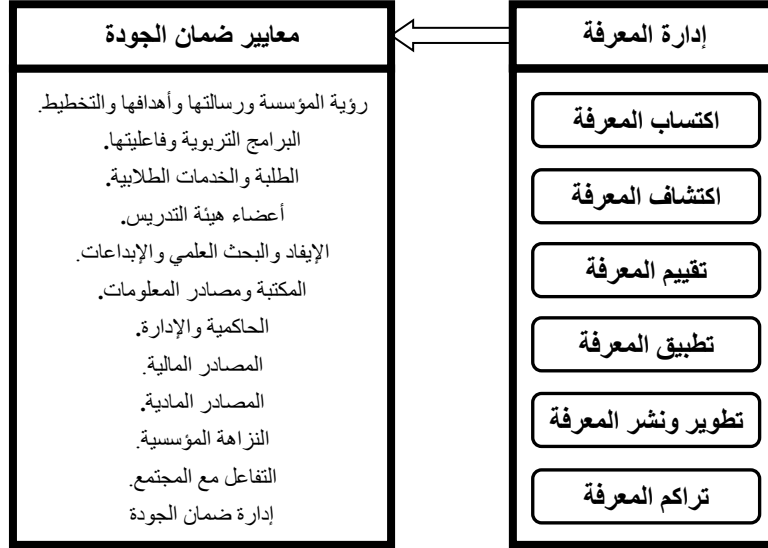 إدارة المعرفة
اكتساب المعرفة
اكتشاف المعرفة
تقييم المعرفة
تطبيق المعرفة
تطوير ونشر المعرفة
تراكم المعرفة
معايير ضمان الجودة
رؤية المؤسسة ورسالتها وأهدافها والتخطيط.
البرامج التربوية وفاعليتها.
الطلبة والخدمات الطلابية.
أعضاء هيئة التدريس.
الإيفاد والبحث العلمي والإبداعات.
المكتبة ومصادر المعلومات.
الحاكمية والإدارة.
المصادر المالية.
المصادر المادية.
النزاهة المؤسسية.
التفاعل مع المجتمع.
إدارة ضمان الجودة